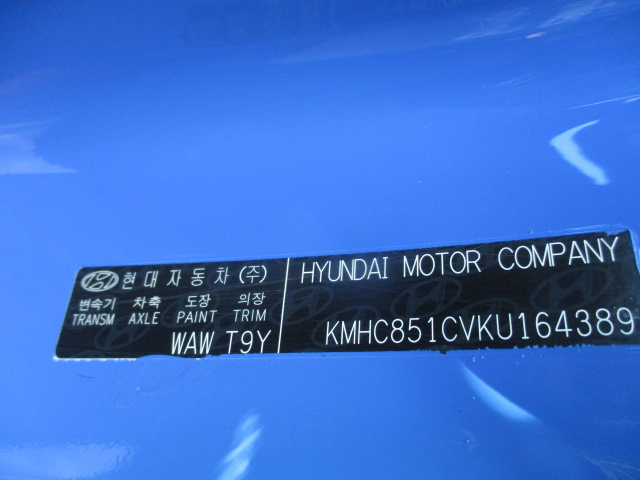 현대자동차(주)
변속기 차축 도장 의장
TRANSM AXLE PAINT TRIM
WAW T9Y
HYUNDAI MOTOR COMPANY
KMHC851CVKU164389